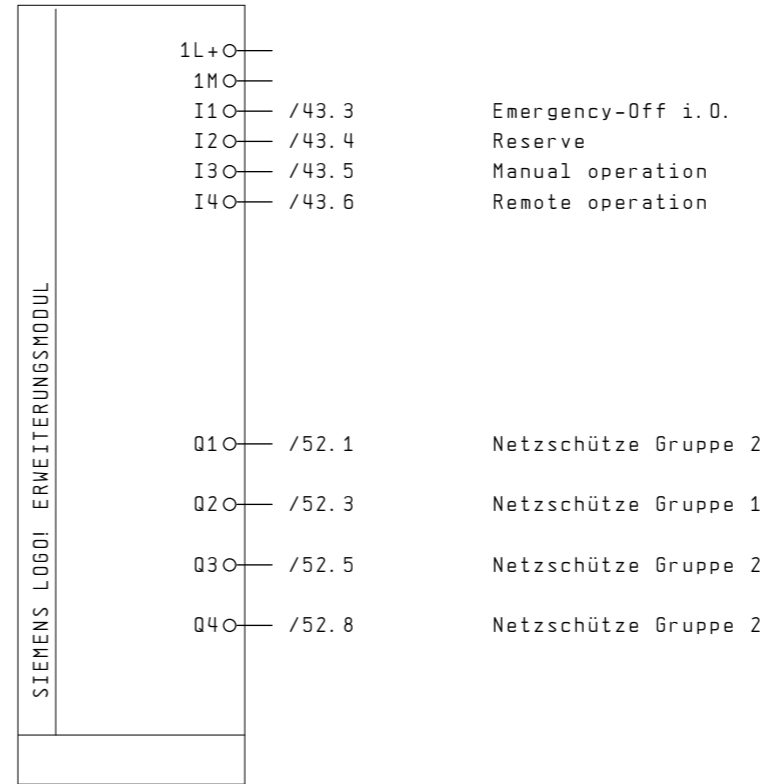 1L+
1M
I1 /43.3 Emergency-Off i.O.
I2 /43.4 Reserve
I3 /43.5 Manual operation
I4 /43.6 Remote operation
SIEMENS LOGO! ERWEITERUNGSMODUL
Q1 /52.1 Netzschütze Gruppe 2
Q2 /52.3 Netzschütze Gruppe 1
Q3 /52.5 Netzschütze Gruppe 2
Q4 /52.8 Netzschütze Gruppe 2